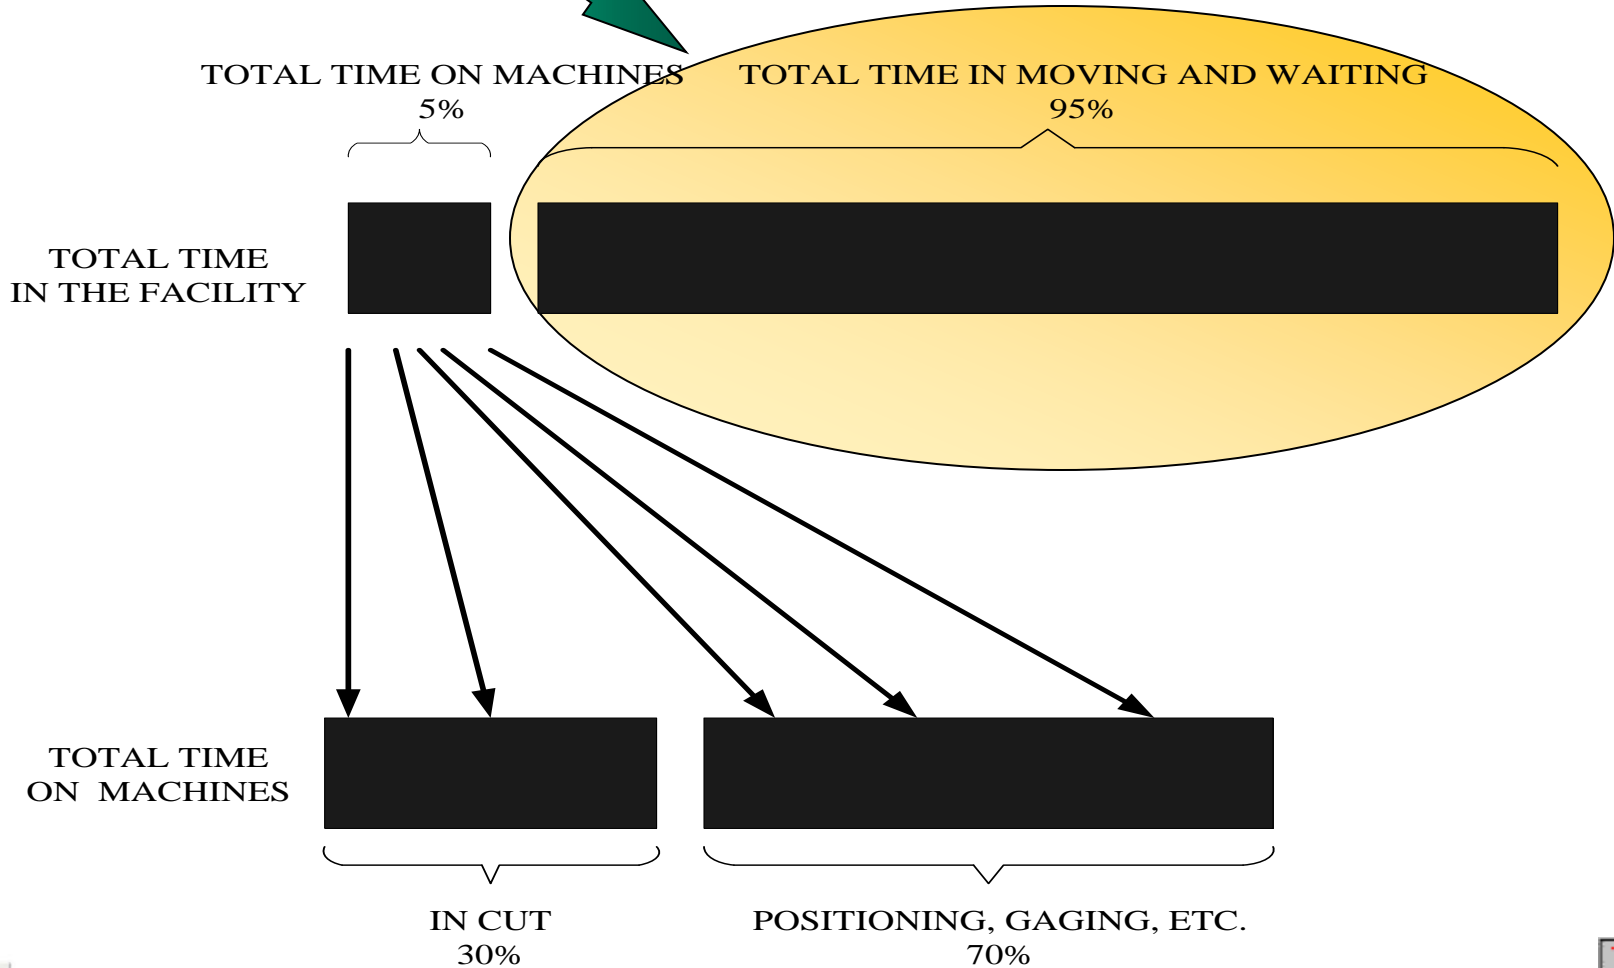 TOTAL TIME ON MACHINES
5%
TOTAL TIME IN MOVING AND WAITING
95%
TOTAL TIME
IN THE FACILITY
TOTAL TIME
ON MACHINES
IN CUT
30%
POSITIONING, GAGING, ETC.
70%